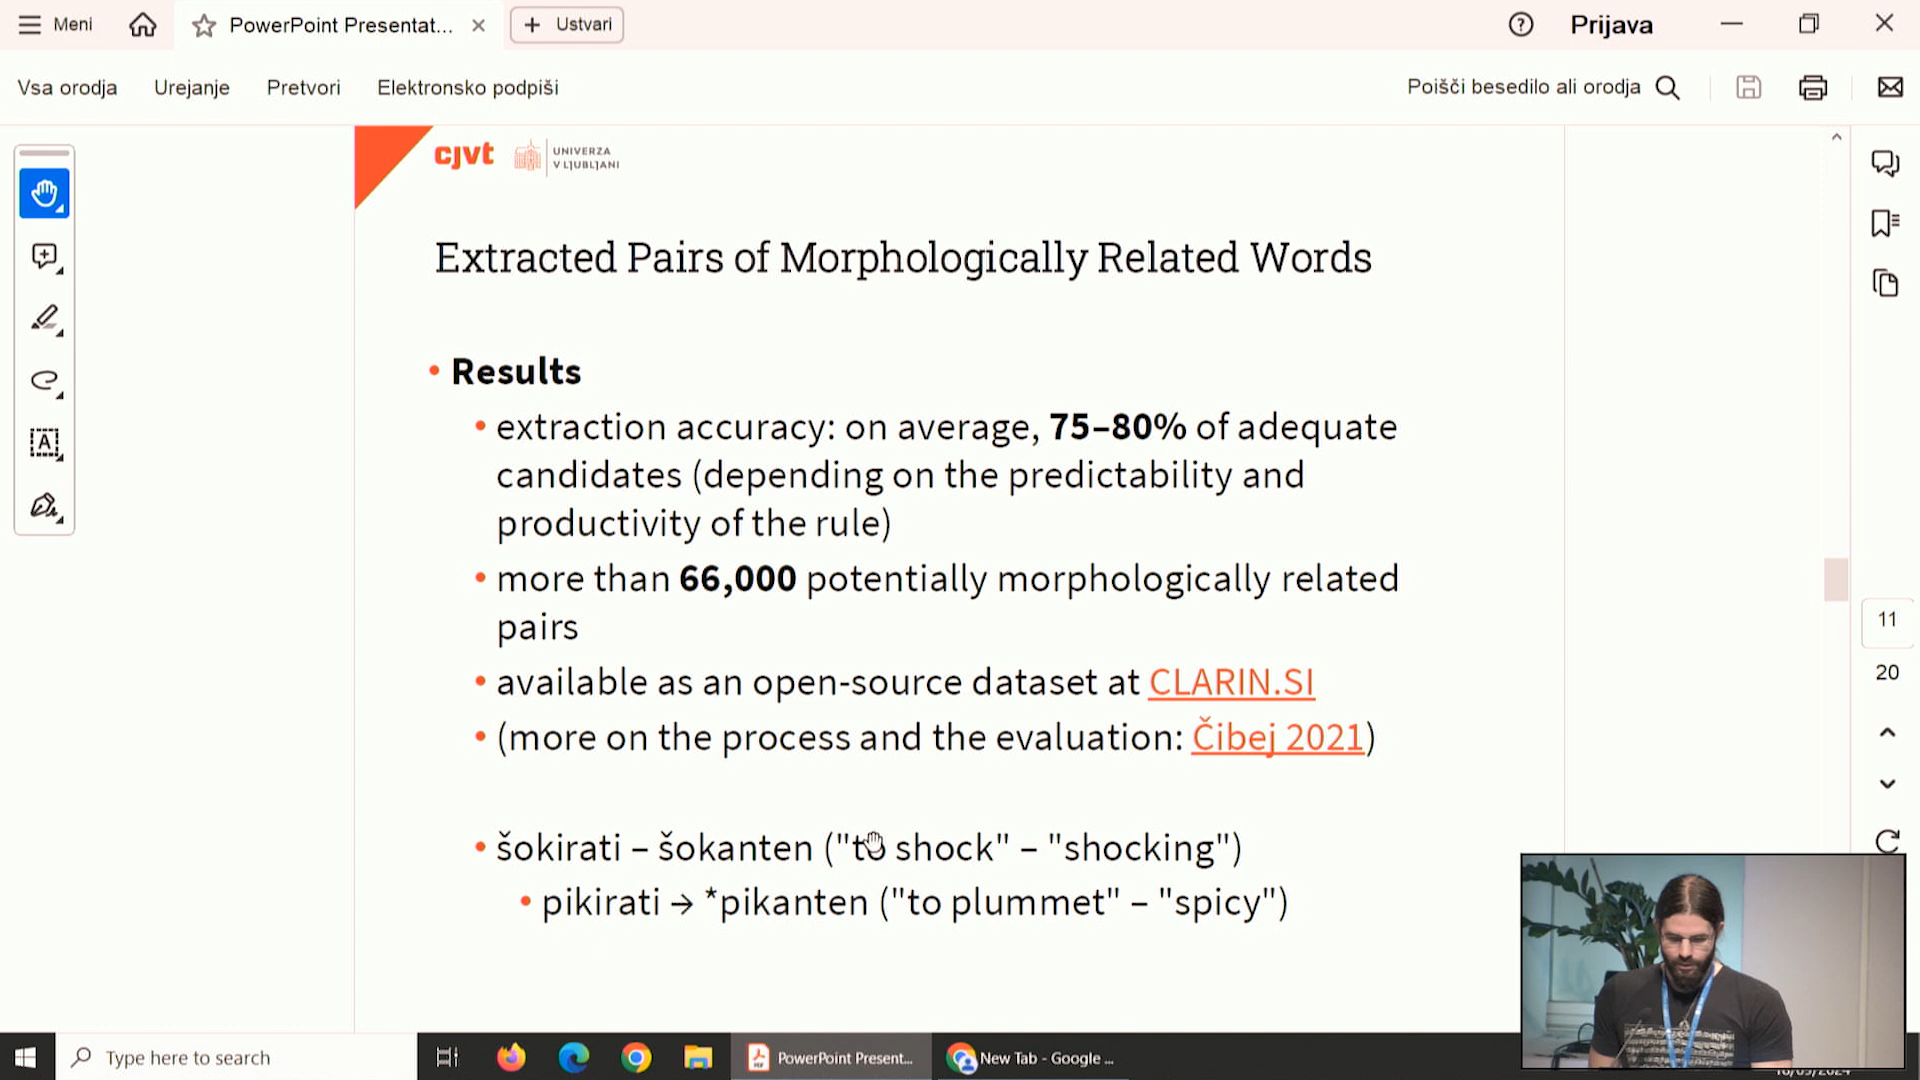 Meni
PowerPoint Presentat...
Ustvari
Prijava
Vsa orodja
Urejanje
Pretvori
Elektronsko podpiši
Poišči besedilo ali orodja
cjvt
UNIVERZA
V LJUBLJANI
Extracted Pairs of Morphologically Related Words
• Results
• extraction accuracy: on average, 75–80% of adequate
candidates (depending on the predictability and
productivity of the rule)
• more than 66,000 potentially morphologically related
pairs
• available as an open-source dataset at CLARIN.SI
• (more on the process and the evaluation: Čibej 2021)
• šokirati – šokanten ("to shock" – "shocking")
• pikirati → *pikanten ("to plummet" – "spicy")
11
20
Type here to search
PowerPoint Present...
New Tab - Google ...